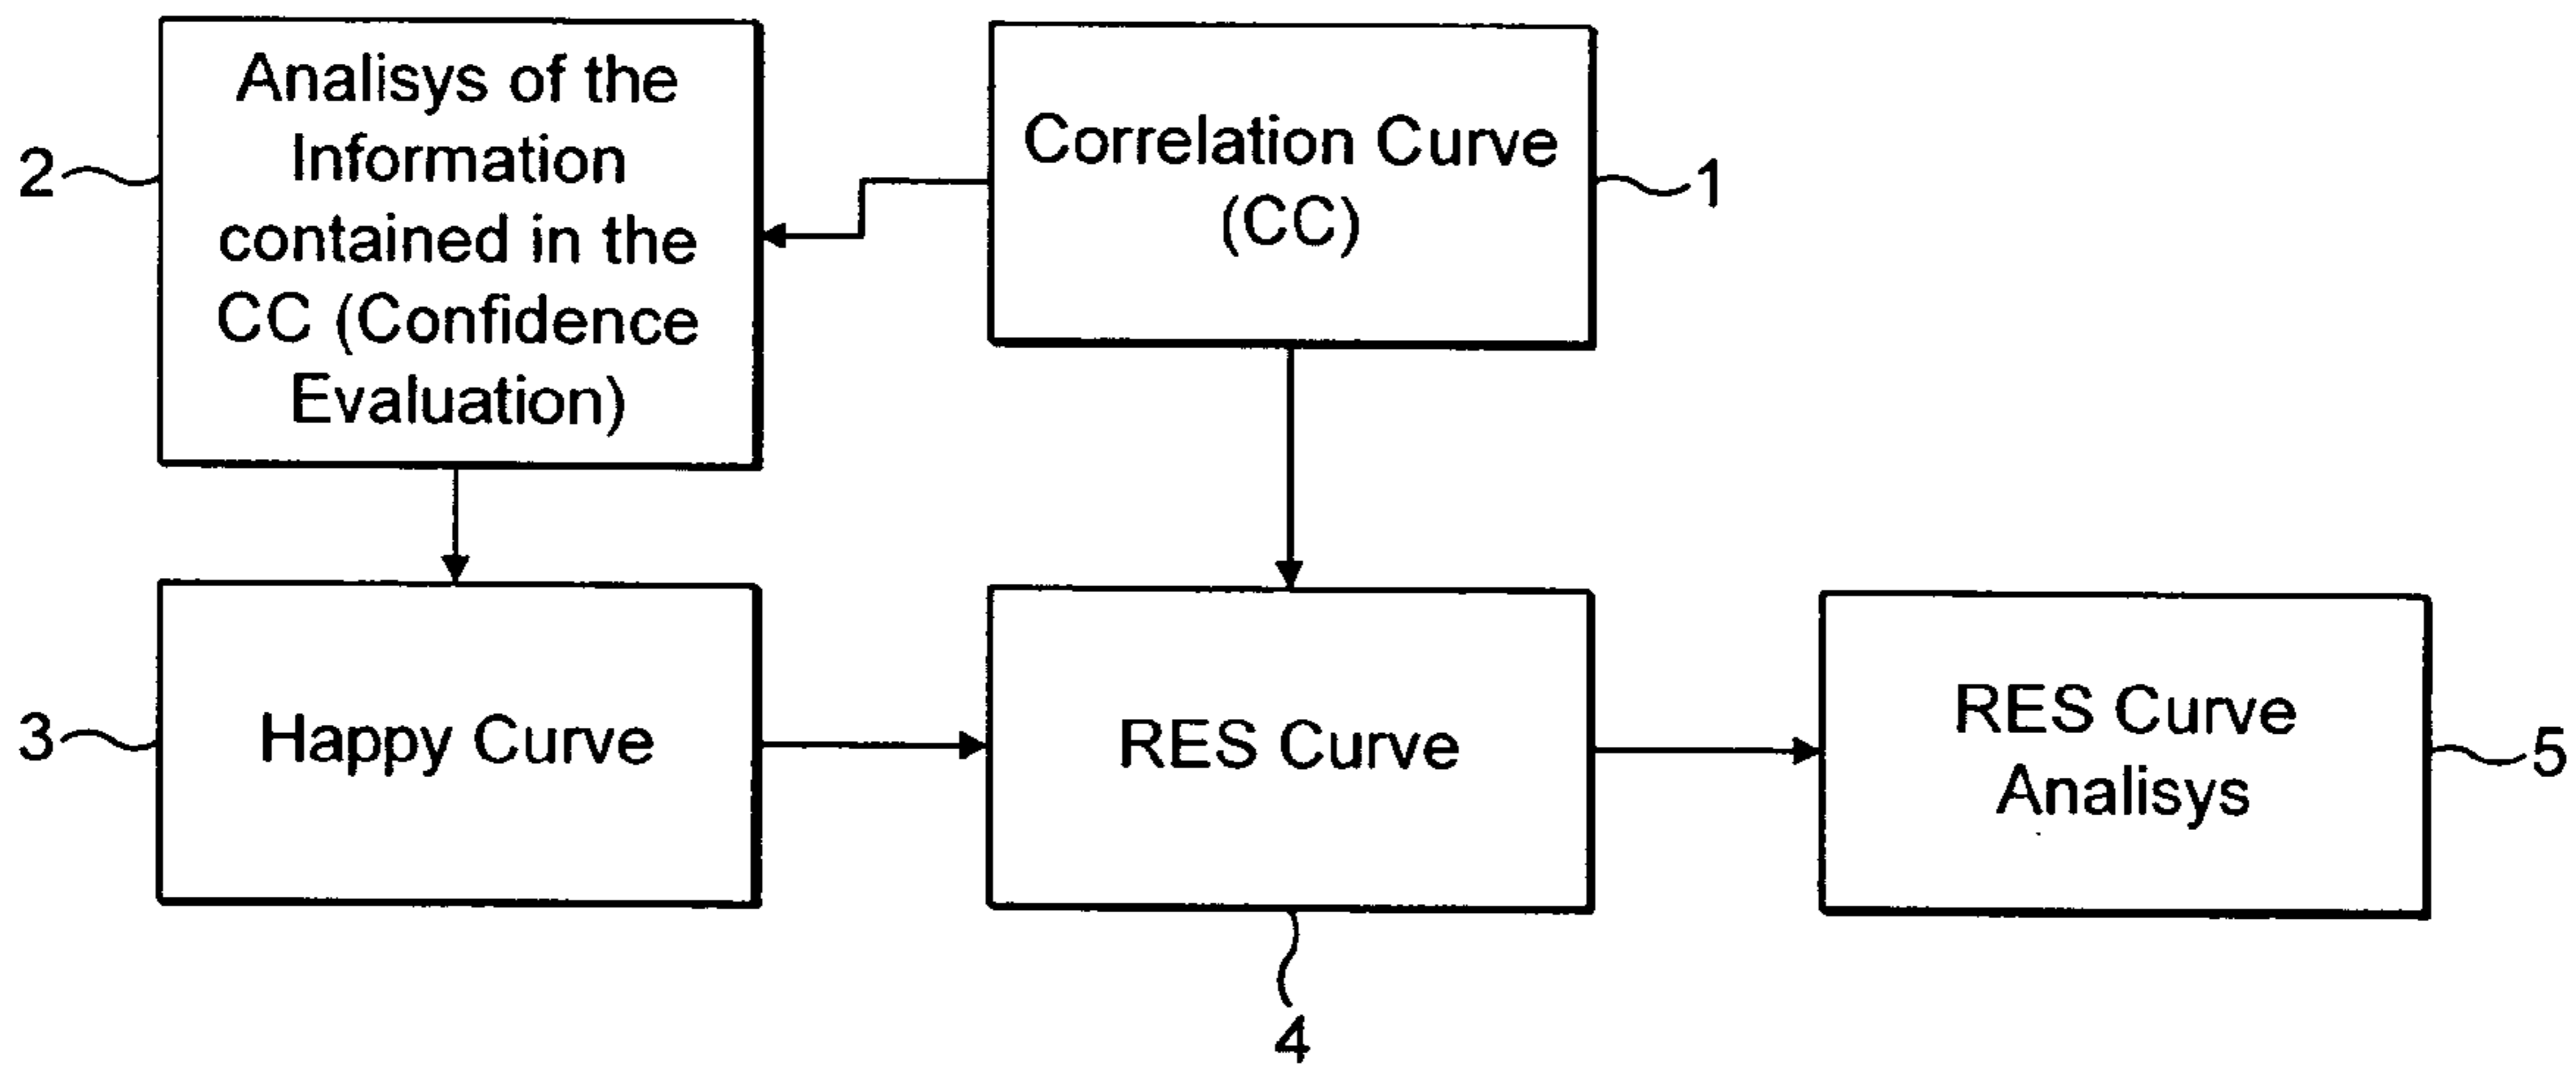 Analisys of the
Information
contained in the
CC (Confidence
Evaluation)
2
Correlation Curve
(CC)
1
3
Happy Curve
RES Curve
4
RES Curve
Analisys
5